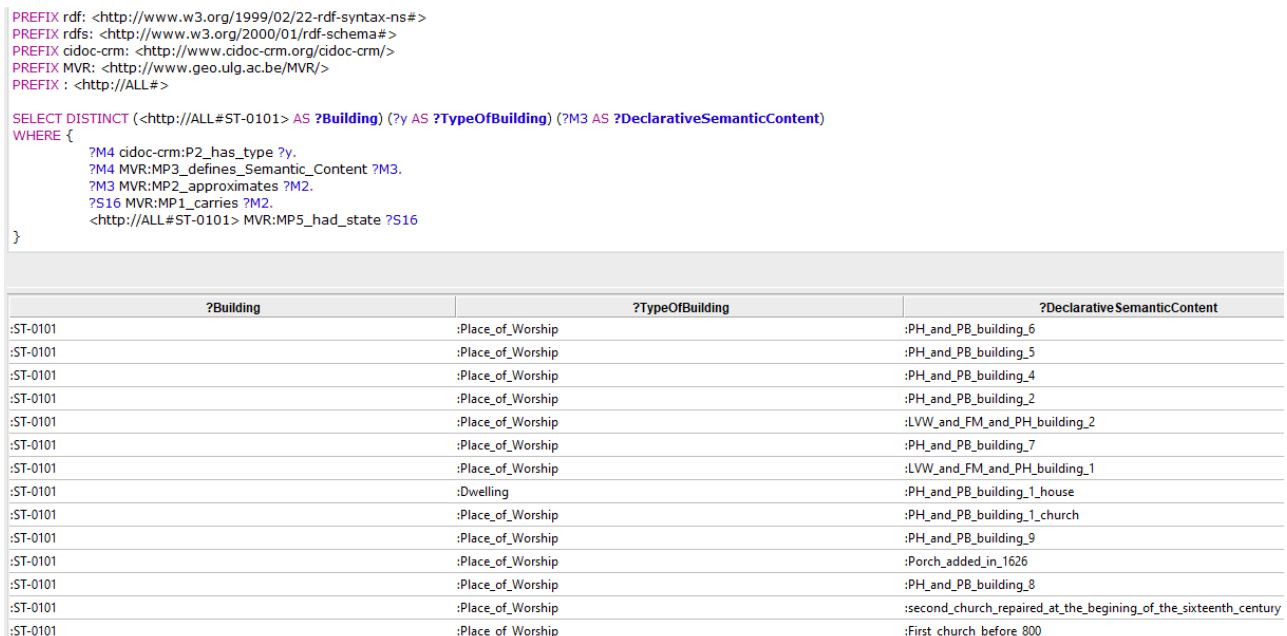 PREFIX rdf: <http://www.w3.org/1999/02/22-rdf-syntax-ns#>
PREFIX rdfs: <http://www.w3.org/2000/01/rdf-schema#>
PREFIX cidoc-crm: <http://www.cidoc-crm.org/cidoc-crm/>
PREFIX MVR: <http://www.geo.ulg.ac.be/MVR/>
PREFIX : <http://ALL#>
SELECT DISTINCT (<http://ALL#ST-0101> AS ?Building) (?y AS ?TypeOfBuilding) (?M3 AS ?DeclarativeSemanticContent)
WHERE {
?M4 cidoc-crm:P2_has_type ?y.
?M4 MVR:MP3_defines_Semantic_Content ?M3.
?M3 MVR:MP2_approximates ?M2.
?S16 MVR:MP1_carries ?M2.
<http://ALL#ST-0101> MVR:MP5_had_state ?S16
}
?Building ?TypeOfBuilding ?DeclarativeSemanticContent
:ST-0101 :Place_of_Worship :PH_and_PB_building_6
:ST-0101 :Place_of_Worship :PH_and_PB_building_5
:ST-0101 :Place_of_Worship :PH_and_PB_building_4
:ST-0101 :Place_of_Worship :PH_and_PB_building_2
:ST-0101 :Place_of_Worship :LVW_and_FM_and_PH_building_2
:ST-0101 :Place_of_Worship :PH_and_PB_building_7
:ST-0101 :Place_of_Worship :LVW_and_FM_and_PH_building_1
:ST-0101 :Dwelling :PH_and_PB_building_1_house
:ST-0101 :Place_of_Worship :PH_and_PB_building_1_church
:ST-0101 :Place_of_Worship :PH_and_PB_building_9
:ST-0101 :Place_of_Worship :Porch_added_in_1626
:ST-0101 :Place_of_Worship :PH_and_PB_building_8
:ST-0101 :Place_of_Worship :second_church_repaired_at_the_begining_of_the_sixteenth_century
:ST-0101 :Place_of_Worship :First_church_before_800